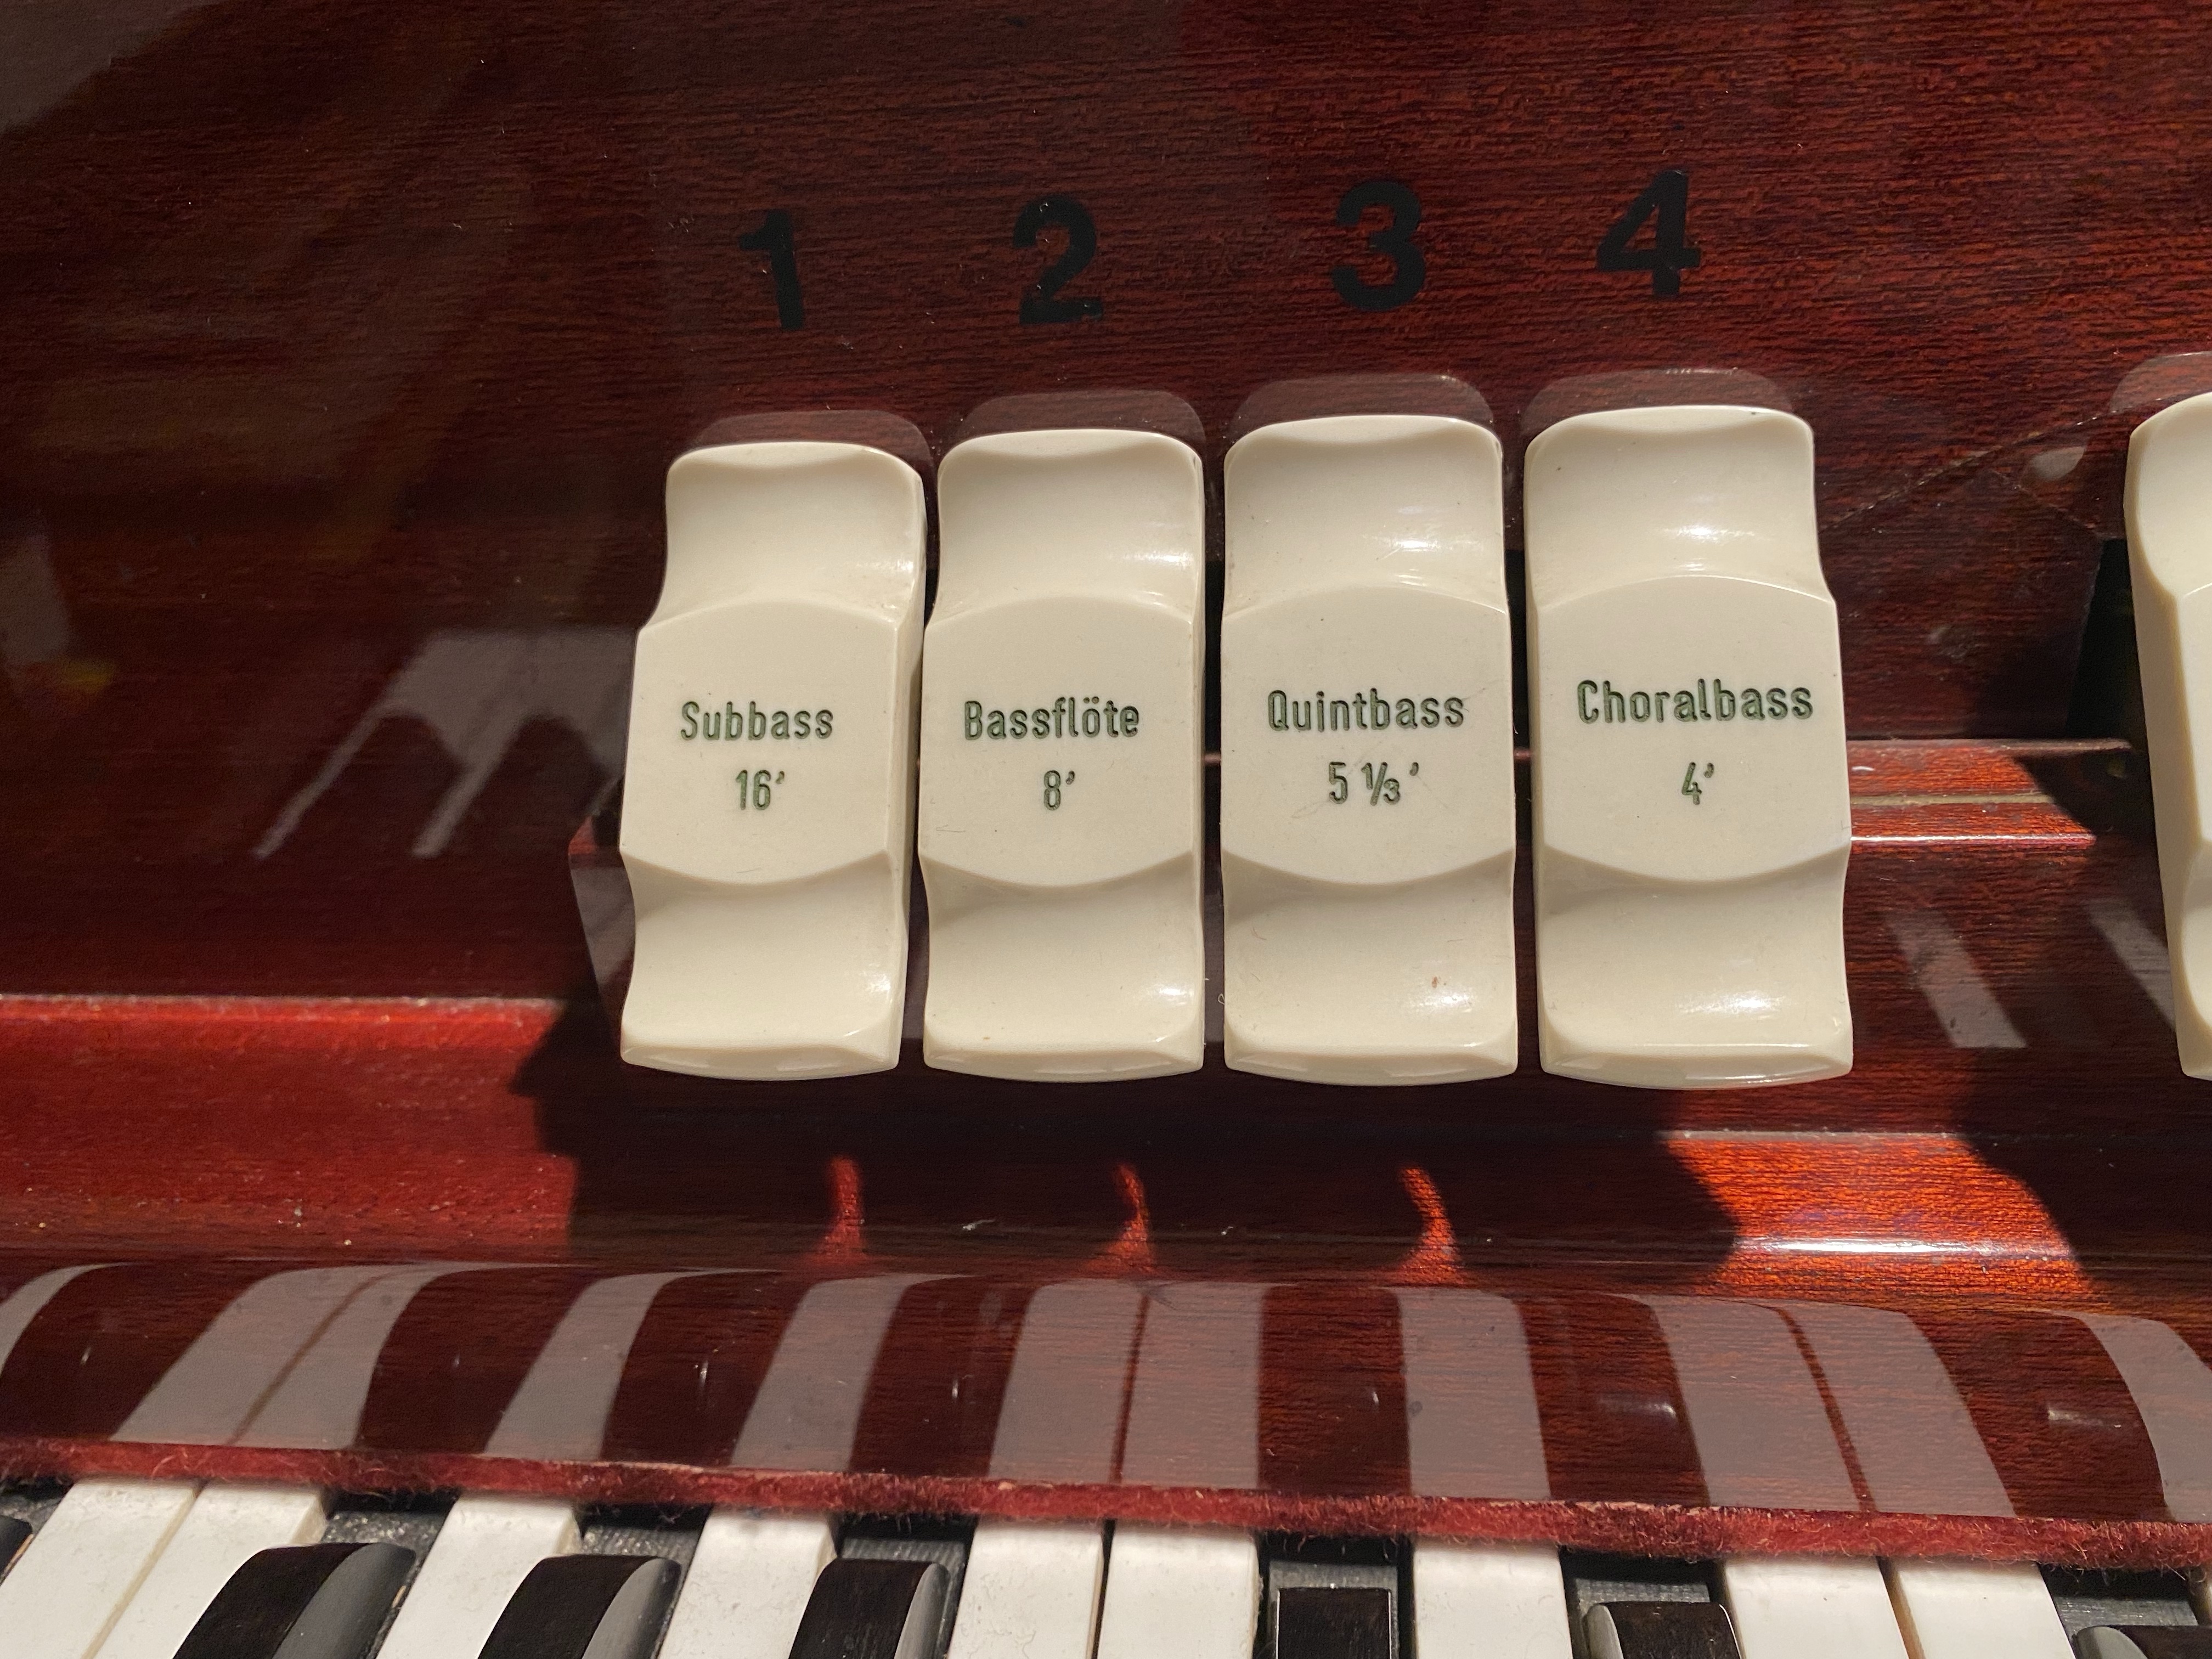 1 2 3 4
Subbass
16’
Bassflöte
8’
Quintbass
5 ⅓’
Choralbass
4’